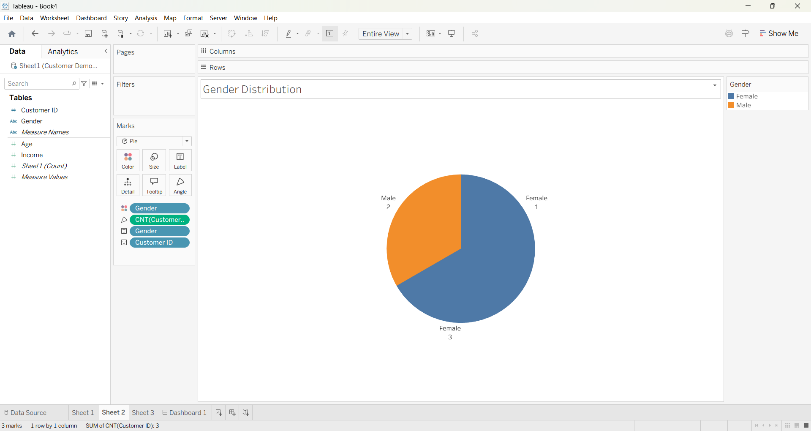 Tableau - Book4
File Data Worksheet Dashboard Story Analysis Map Format Server Window Help
Entire View
Show Me
Data Analytics
Sheet1 (Customer Demo...
Search
Tables
Customer ID
Abc Gender
Abc Measure Names
Age
Income
Sheet1 (Count)
Measure Values
Pages
Filters
Marks
Pie
Color Size Label
Detail Tooltip Angle
Gender
CNT(Customer..
Gender
Customer ID
Columns
Rows
Gender Distribution
Male
2
Female
1
Female
3
Gender
Female
Male
Data Source Sheet 1 Sheet 2 Sheet 3 Dashboard 1
3 marks 1 row by 1 column SUM of CNT(Customer ID): 3